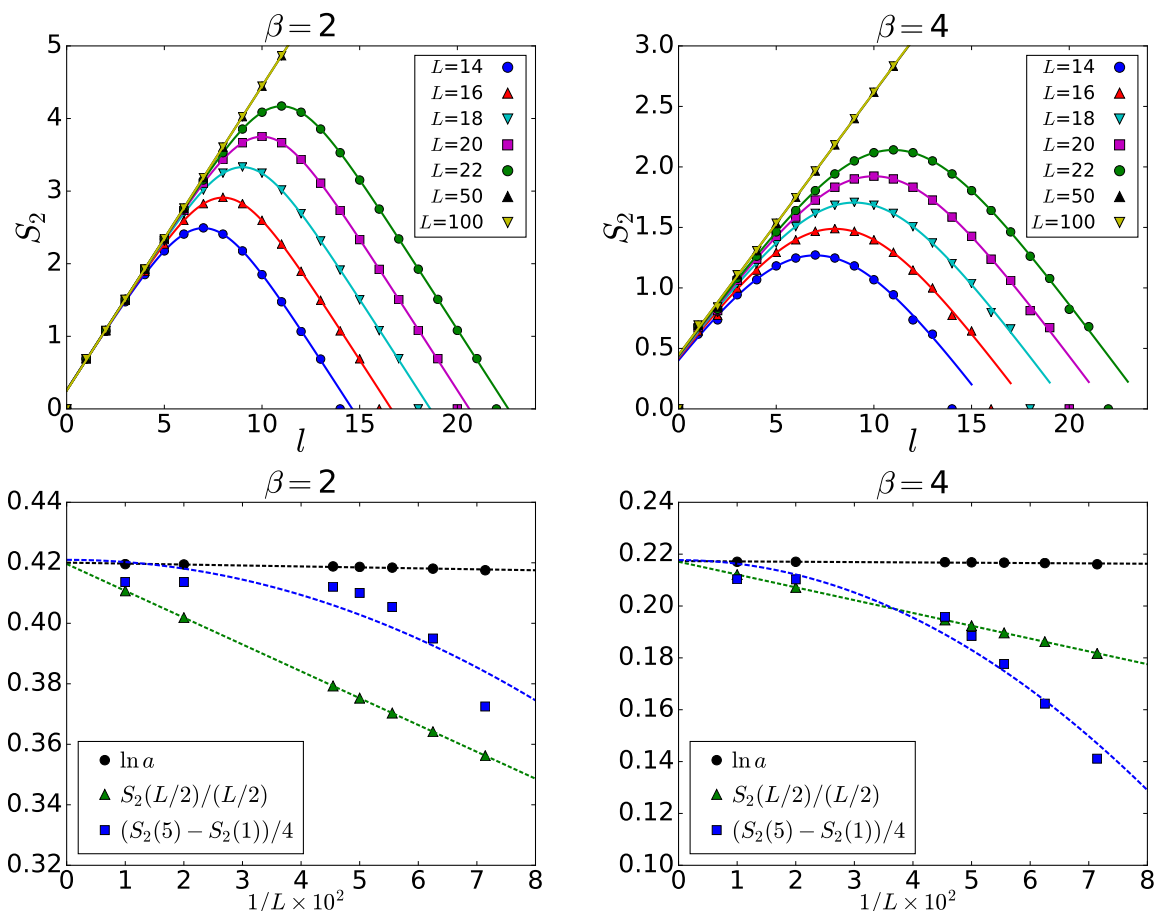 β = 2
S₂
5
4
3
2
1
0
0 5 10 15 20
l
L=14
L=16
L=18
L=20
L=22
L=50
L=100
β = 4
S₂
3.0
2.5
2.0
1.5
1.0
0.5
0.0
0 5 10 15 20
l
L=14
L=16
L=18
L=20
L=22
L=50
L=100
β = 2
0.44
0.42
0.40
0.38
0.36
0.34
0.32
0 1 2 3 4 5 6 7 8
1/L × 10²
ln a
S₂(L/2)/(L/2)
(S₂(5) − S₂(1))/4
β = 4
0.24
0.22
0.20
0.18
0.16
0.14
0.12
0.10
0 1 2 3 4 5 6 7 8
1/L × 10²
ln a
S₂(L/2)/(L/2)
(S₂(5) − S₂(1))/4